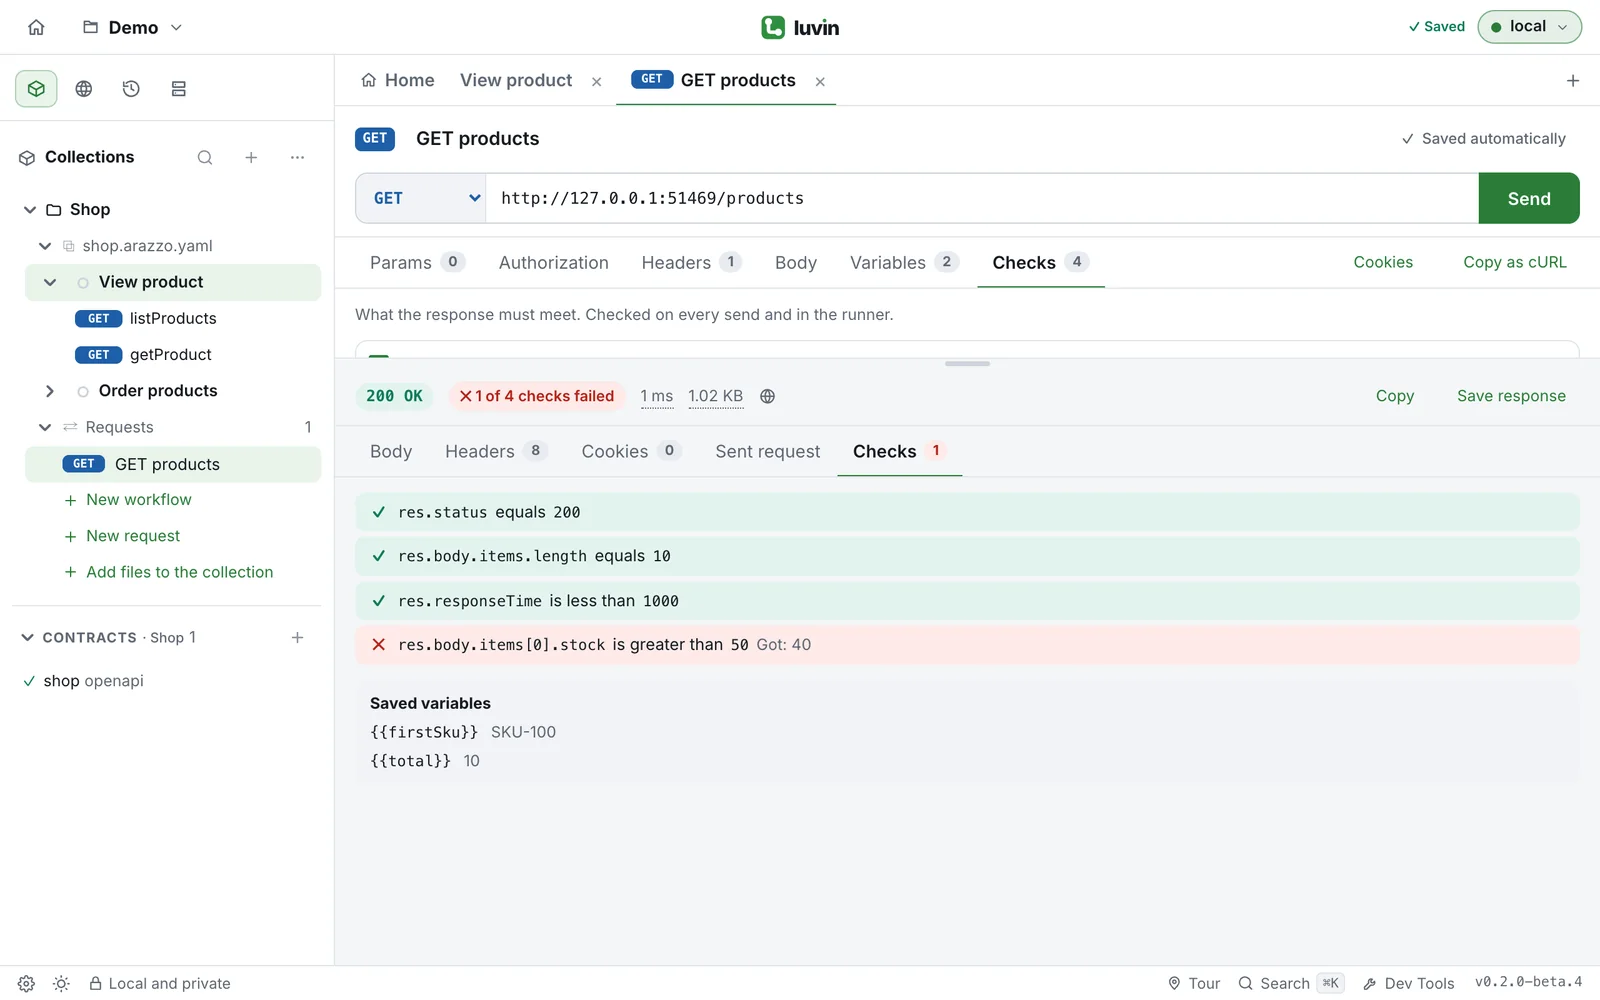 Demo
luvin
Saved
local
Home
View product
GET
GET products
Collections
GET
GET products
Saved automatically
GET
http://127.0.0.1:51469/products
Send
Shop
shop.arazzo.yaml
View product
GET listProducts
GET getProduct
Order products
Requests 1
GET GET products
New workflow
New request
Add files to the collection
CONTRACTS · Shop 1
shop openapi
Params 0
Authorization
Headers 1
Body
Variables 2
Checks 4
Cookies
Copy as cURL
What the response must meet. Checked on every send and in the runner.
200 OK
1 of 4 checks failed
1 ms
1.02 KB
Copy
Save response
Body
Headers 8
Cookies 0
Sent request
Checks 1
res.status equals 200
res.body.items.length equals 10
res.responseTime is less than 1000
res.body.items[0].stock is greater than 50 Got: 40
Saved variables
{{firstSku}} SKU-100
{{total}} 10
Local and private
Tour
Search ⌘K
Dev Tools
v0.2.0-beta.4